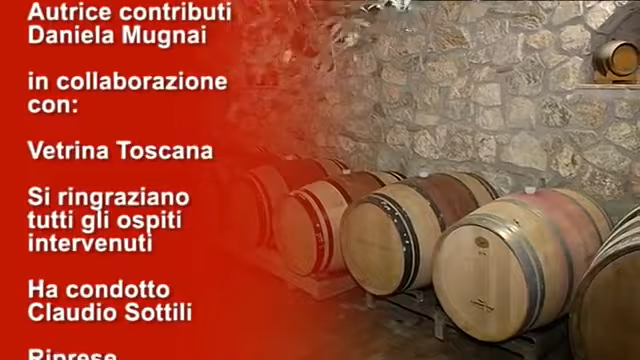 Autrice contributi
Daniela Mugnai
in collaborazione
con:
Vetrina Toscana
Si ringraziano
tutti gli ospiti
intervenuti
Ha condotto
Claudio Sottili
Riprese